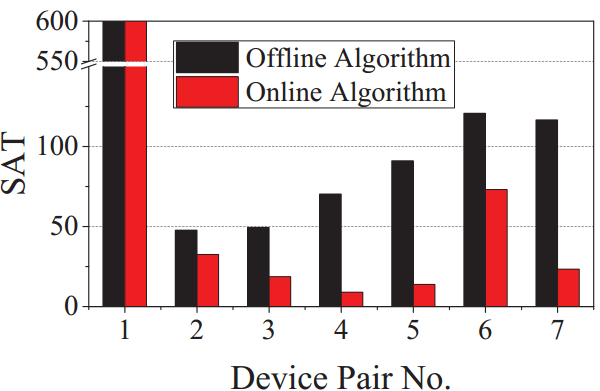 600
550
100
50
0
SAT
Offline Algorithm
Online Algorithm
1 2 3 4 5 6 7
Device Pair No.